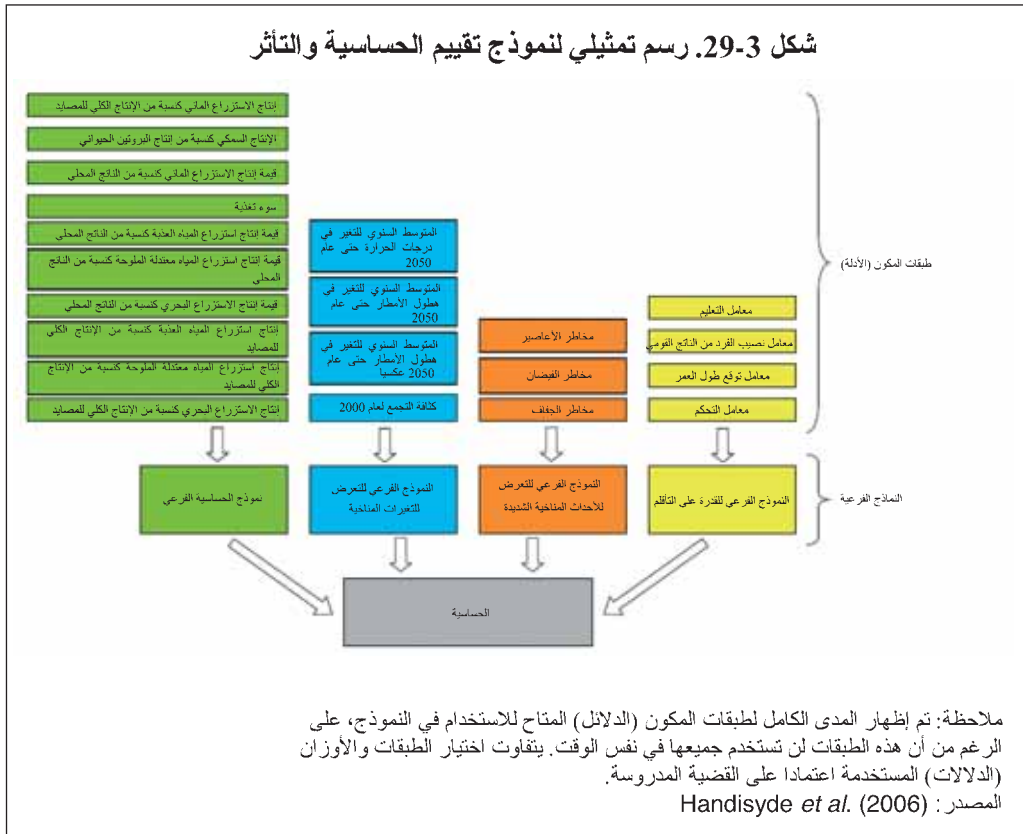 شكل 3-29. رسم تمثيلي لنموذج تقييم الحساسية والتأثر
إنتاج الاستزراع المائي كنسبة من الإنتاج الكلي للمصايد
الإنتاج السمكي كنسبة من إنتاج البروتين الحيواني
قيمة إنتاج الاستزراع المائي كنسبة من الناتج المحلي
سوء تغذية
قيمة إنتاج استزراع المياه العذبة كنسبة من الناتج المحلي
قيمة إنتاج استزراع المياه معتدلة الملوحة كنسبة من الناتج
المحلي
قيمة إنتاج الاستزراع البحري كنسبة من الناتج المحلي
إنتاج استزراع المياه العذبة كنسبة من الإنتاج الكلي
للمصايد
إنتاج استزراع المياه معتدلة الملوحة كنسبة من الإنتاج
الكلي للمصايد
إنتاج الاستزراع البحري كنسبة من الإنتاج الكلي للمصايد
المتوسط السنوي للتغير في
درجات الحرارة حتى عام
2050
المتوسط السنوي للتغير في
هطول الأمطار حتى عام
2050
المتوسط السنوي للتغير في
هطول الأمطار حتى عام
2050 عكسيا
كثافة التجمع لعام 2000
مخاطر الأعاصير
مخاطر الفيضان
مخاطر الجفاف
معامل التعليم
معامل نصيب الفرد من الناتج القومي
معامل توقع طول العمر
معامل التحكم
طبقات المكون (الأدلة)
نموذج الحساسية الفرعي
النموذج الفرعي للتعرض
للتغيرات المناخية
النموذج الفرعي للتعرض
للأحداث المناخية الشديدة
النموذج الفرعي للقدرة على التأقلم
النماذج الفرعية
الحساسية
ملاحظة: تم إظهار المدى الكامل لطبقات المكون (الدلائل) المتاح للاستخدام في النموذج، على
الرغم من أن هذه الطبقات لن تستخدم جميعها في نفس الوقت. يتفاوت اختيار الطبقات والأوزان
(الدلالات) المستخدمة اعتمادا على القضية المدروسة.
المصدر: Handisyde et al. (2006)